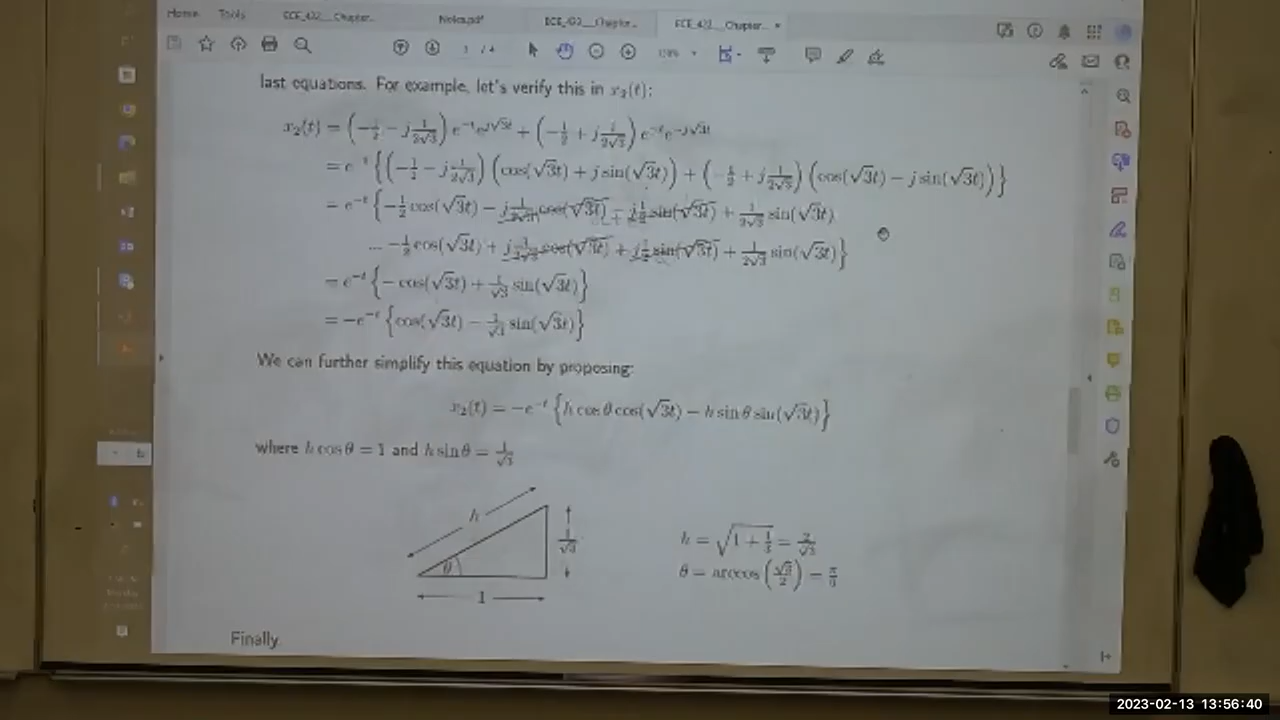 Home Tools ECE_422__Chapter... Notes.pdf ECE_422__Chapter... ECE_422__Chapter...
last equations. For example, let's verify this in x₂(t):
x₂(t) = (−1/2 − j 1/(2√3)) e^{−t}e^{j√3t} + (−1/2 + j 1/(2√3)) e^{−t}e^{−j√3t}
= e^{−t} {(−1/2 − j 1/(2√3)) (cos(√3t) + j sin(√3t)) + (−1/2 + j 1/(2√3)) (cos(√3t) − j sin(√3t))}
= e^{−t} {−1/2 cos(√3t) − j 1/(2√3) cos(√3t) − j 1/2 sin(√3t) + 1/(2√3) sin(√3t)
... −1/2 cos(√3t) + j 1/(2√3) cos(√3t) + j 1/2 sin(√3t) + 1/(2√3) sin(√3t)}
= e^{−t} {−cos(√3t) + 1/√3 sin(√3t)}
= −e^{−t} {cos(√3t) − 1/√3 sin(√3t)}
We can further simplify this equation by proposing:
x₂(t) = −e^{−t} {h cos θ cos(√3t) − h sin θ sin(√3t)}
where h cos θ = 1 and h sin θ = 1/√3
h
1/√3
θ
1
h = √(1 + 1/3) = 2/√3
θ = arccos (√3/2) =
Finally
2023-02-13 13:56:40